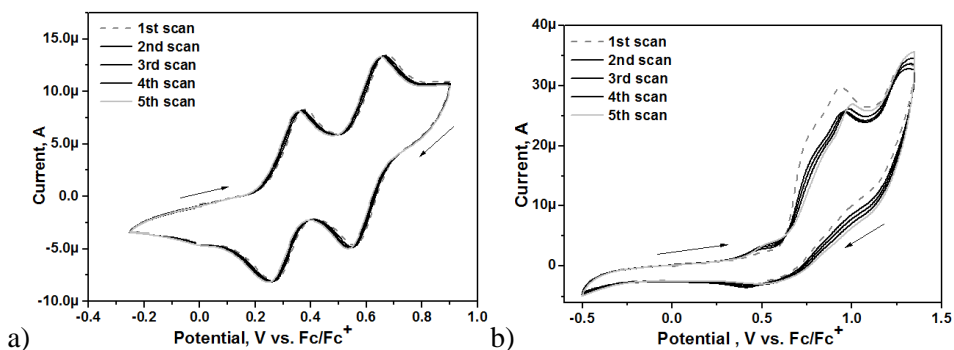 a)
15.0µ
10.0µ
5.0µ
0.0
-5.0µ
-10.0µ
Current, A
1st scan
2nd scan
3rd scan
4th scan
5th scan
-0.4 -0.2 0.0 0.2 0.4 0.6 0.8 1.0
Potential, V vs. Fc/Fc+
b)
40µ
30µ
20µ
10µ
0
Current, A
1st scan
2nd scan
3rd scan
4th scan
5th scan
-0.5 0.0 0.5 1.0 1.5
Potential , V vs. Fc/Fc+